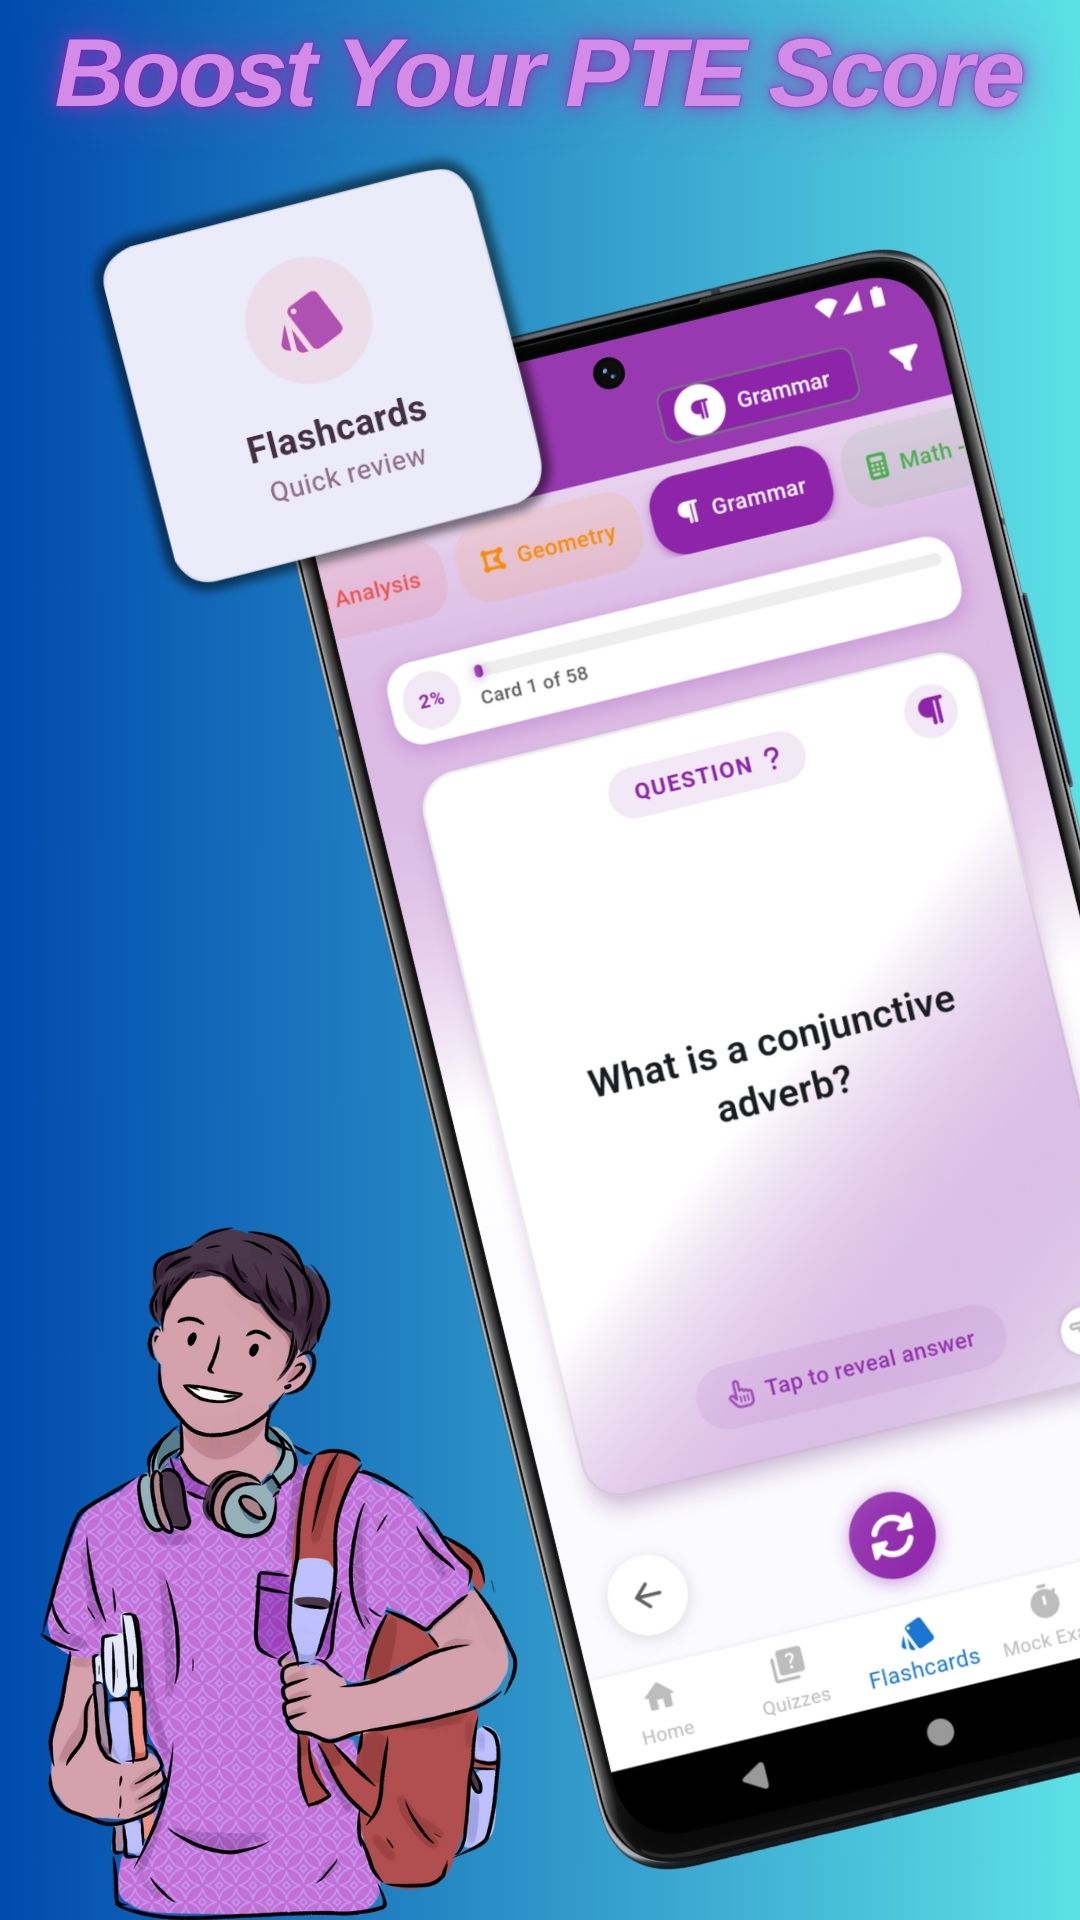 Boost Your PTE Score
Flashcards
Quick review
Grammar
Analysis
Geometry
Grammar
Math -
2%
Card 1 of 58
QUESTION ?
What is a conjunctive
adverb?
Tap to reveal answer
Home
Quizzes
Flashcards
Mock Exa